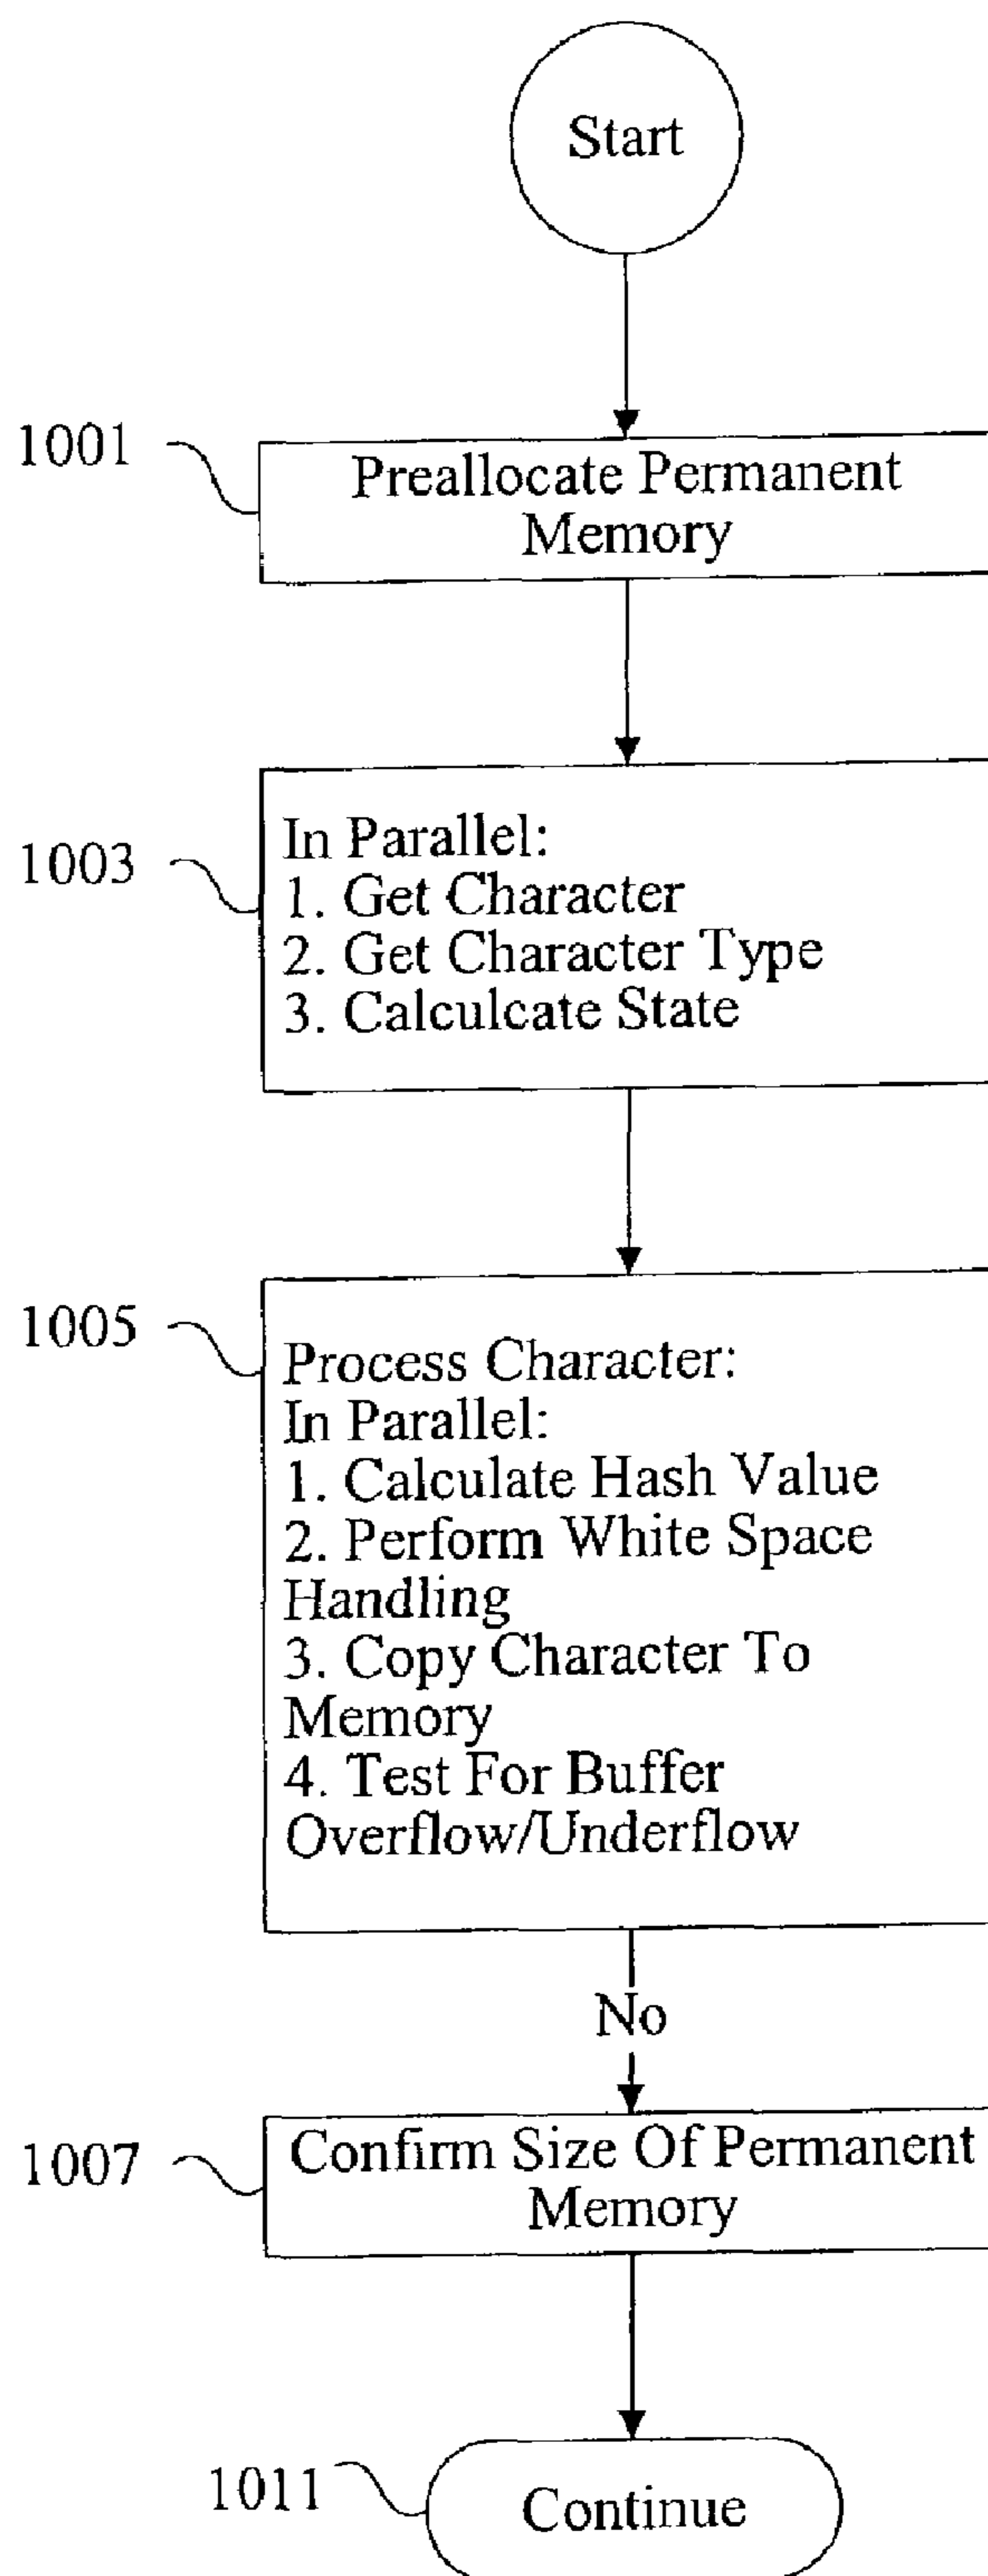 Start
1001
Preallocate Permanent
Memory
1003
In Parallel:
1. Get Character
2. Get Character Type
3. Calculcate State
1005
Process Character:
In Parallel:
1. Calculate Hash Value
2. Perform White Space
Handling
3. Copy Character To
Memory
4. Test For Buffer
Overflow/Underflow
No
1007
Confirm Size Of Permanent
Memory
1011
Continue